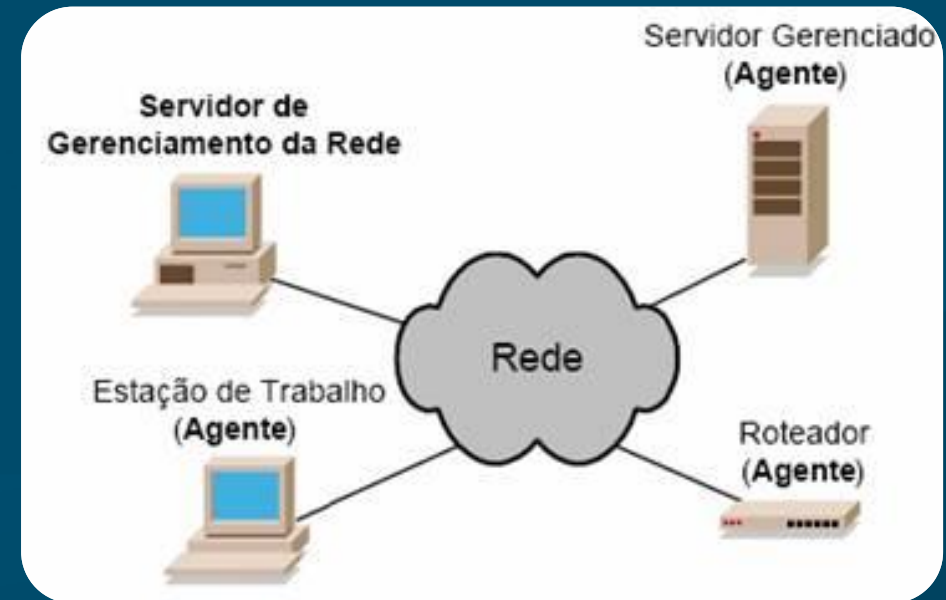 Servidor Gerenciado
(Agente)
Servidor de
Gerenciamento da Rede
Rede
Estação de Trabalho
(Agente)
Roteador
(Agente)